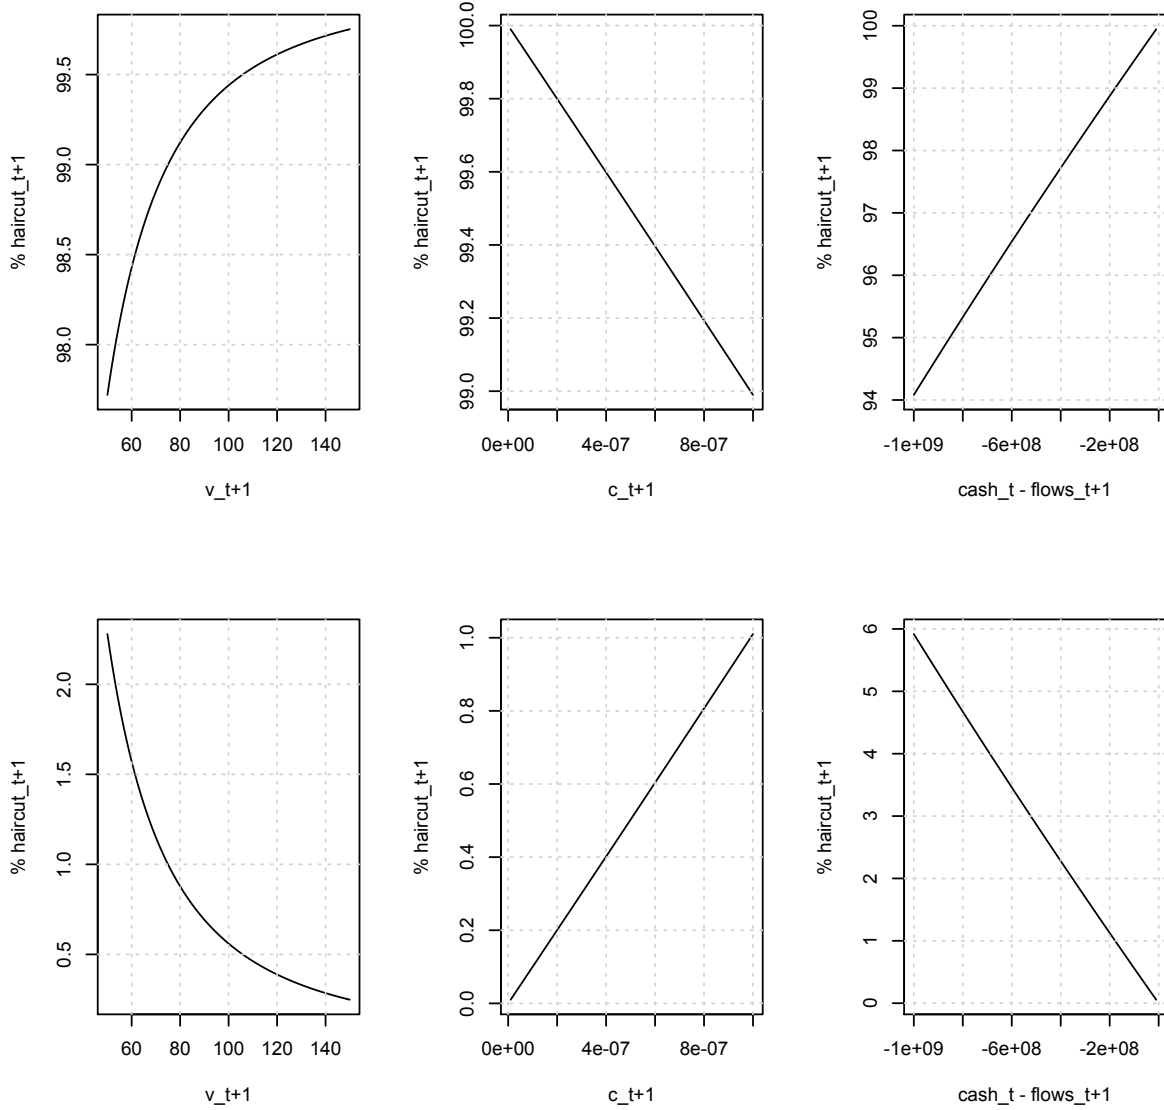 % haircut_t+1
99.5
99.0
98.5
98.0
60 80 100 120 140
v_t+1
% haircut_t+1
100.0
99.8
99.6
99.4
99.2
99.0
0e+00 4e-07 8e-07
c_t+1
% haircut_t+1
100
99
98
97
96
95
94
-1e+09 -6e+08 -2e+08
cash_t - flows_t+1
% haircut_t+1
2.0
1.5
1.0
0.5
60 80 100 120 140
v_t+1
% haircut_t+1
1.0
0.8
0.6
0.4
0.2
0.0
0e+00 4e-07 8e-07
c_t+1
% haircut_t+1
6
5
4
3
2
1
0
-1e+09 -6e+08 -2e+08
cash_t - flows_t+1